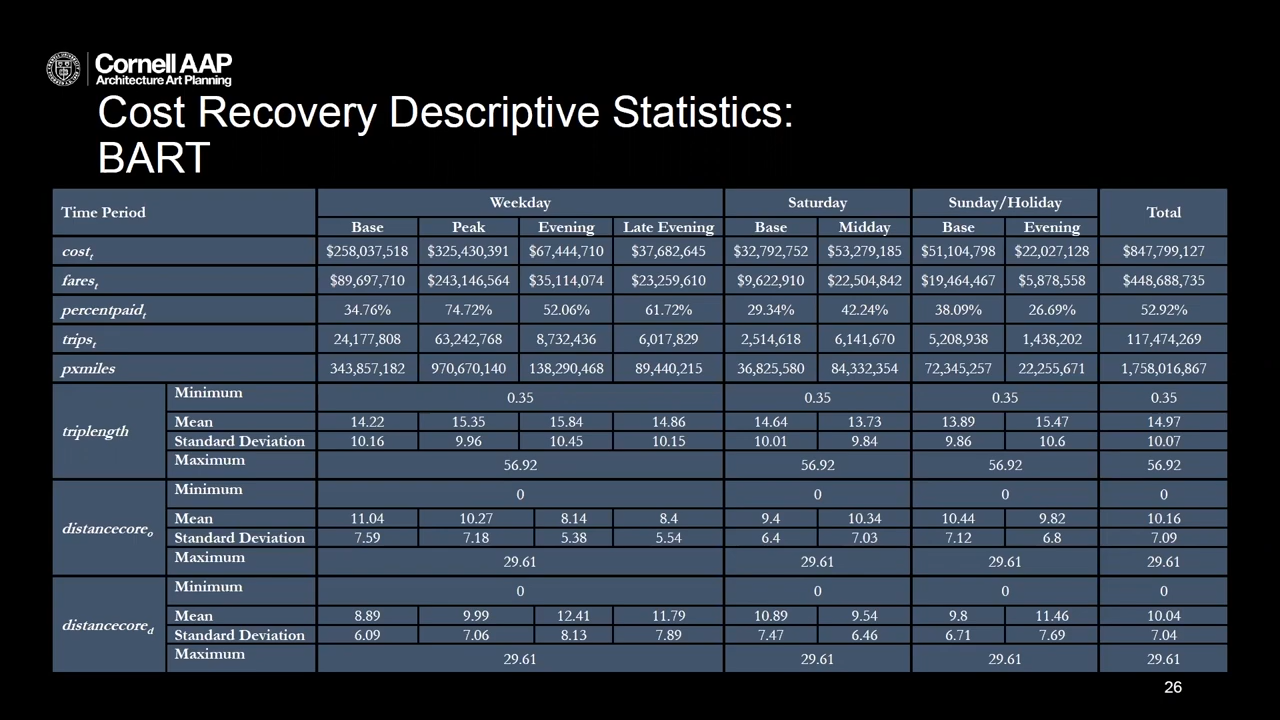 Cornell AAP
Architecture Art Planning
Cost Recovery Descriptive Statistics:
BART
Time Period Weekday Saturday Sunday/Holiday Total
Base Peak Evening Late Evening Base Midday Base Evening
cost_t $258,037,518 $325,430,391 $67,444,710 $37,682,645 $32,792,752 $53,279,185 $51,104,798 $22,027,128 $847,799,127
fares_t $89,697,710 $243,146,564 $35,114,074 $23,259,610 $9,622,910 $22,504,842 $19,464,467 $5,878,558 $448,688,735
percentpaid_t 34.76% 74.72% 52.06% 61.72% 29.34% 42.24% 38.09% 26.69% 52.92%
trips_t 24,177,808 63,242,768 8,732,436 6,017,829 2,514,618 6,141,670 5,208,938 1,438,202 117,474,269
pxmiles 343,857,182 970,670,140 138,290,468 89,440,215 36,825,580 84,332,354 72,345,257 22,255,671 1,758,016,867
triplength
Minimum 0.35 0.35 0.35 0.35
Mean 14.22 15.35 15.84 14.86 14.64 13.73 13.89 15.47 14.97
Standard Deviation 10.16 9.96 10.45 10.15 10.01 9.84 9.86 10.6 10.07
Maximum 56.92 56.92 56.92 56.92
distancecore_o
Minimum 0 0 0 0
Mean 11.04 10.27 8.14 8.4 9.4 10.34 10.44 9.82 10.16
Standard Deviation 7.59 7.18 5.38 5.54 6.4 7.03 7.12 6.8 7.09
Maximum 29.61 29.61 29.61 29.61
distancecore_d
Minimum 0 0 0 0
Mean 8.89 9.99 12.41 11.79 10.89 9.54 9.8 11.46 10.04
Standard Deviation 6.09 7.06 8.13 7.89 7.47 6.46 6.71 7.69 7.04
Maximum 29.61 29.61 29.61 29.61
26